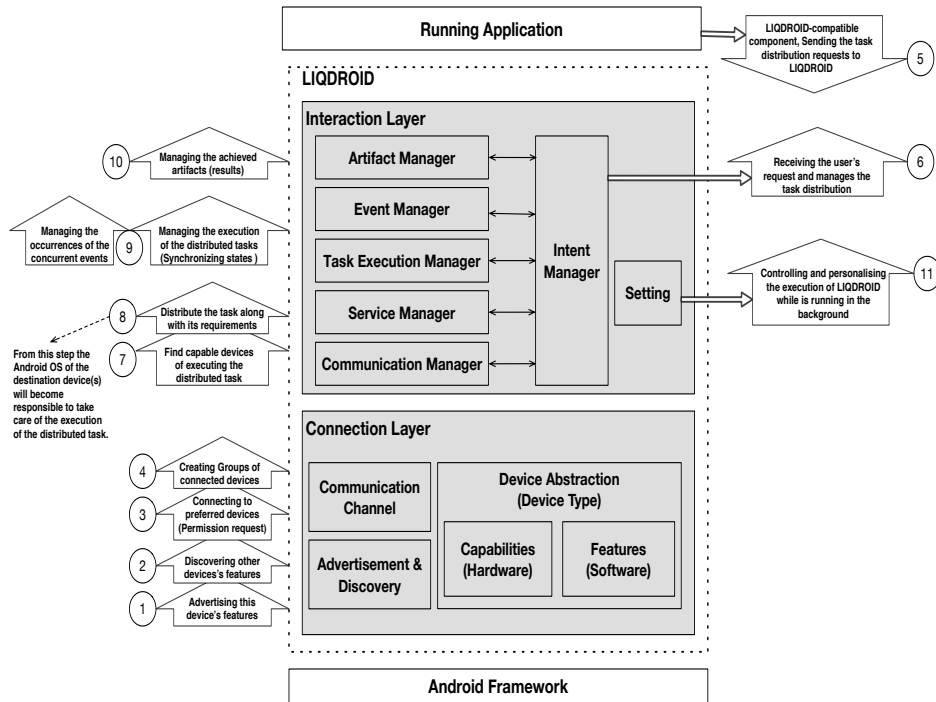 Running Application
LIQDROID-compatible
component, Sending the task
distribution requests to
LIQDROID
5
LIQDROID
Interaction Layer
Artifact Manager
Event Manager
Task Execution Manager
Service Manager
Communication Manager
Intent
Manager
Setting
10
Managing the achieved
artifacts (results)
Managing the
occurrences of the
concurrent events
9
Managing the execution
of the distributed tasks
(Synchronizing states )
8
Distribute the task along
with its requirements
7
Find capable devices
of executing the
distributed task
From this step the
Android OS of the
destination device(s)
will become
responsible to take
care of the execution
of the distributed task.
Receiving the user's
request and manages the
task distribution
6
Controlling and personalising
the execution of LIQDROID
while is running in the
background
11
Connection Layer
Communication
Channel
Advertisement &
Discovery
Device Abstraction
(Device Type)
Capabilities
(Hardware)
Features
(Software)
4
Creating Groups of
connected devices
3
Connecting to
preferred devices
(Permission request)
2
Discovering other
devices's features
1
Advertising this
device's features
Android Framework